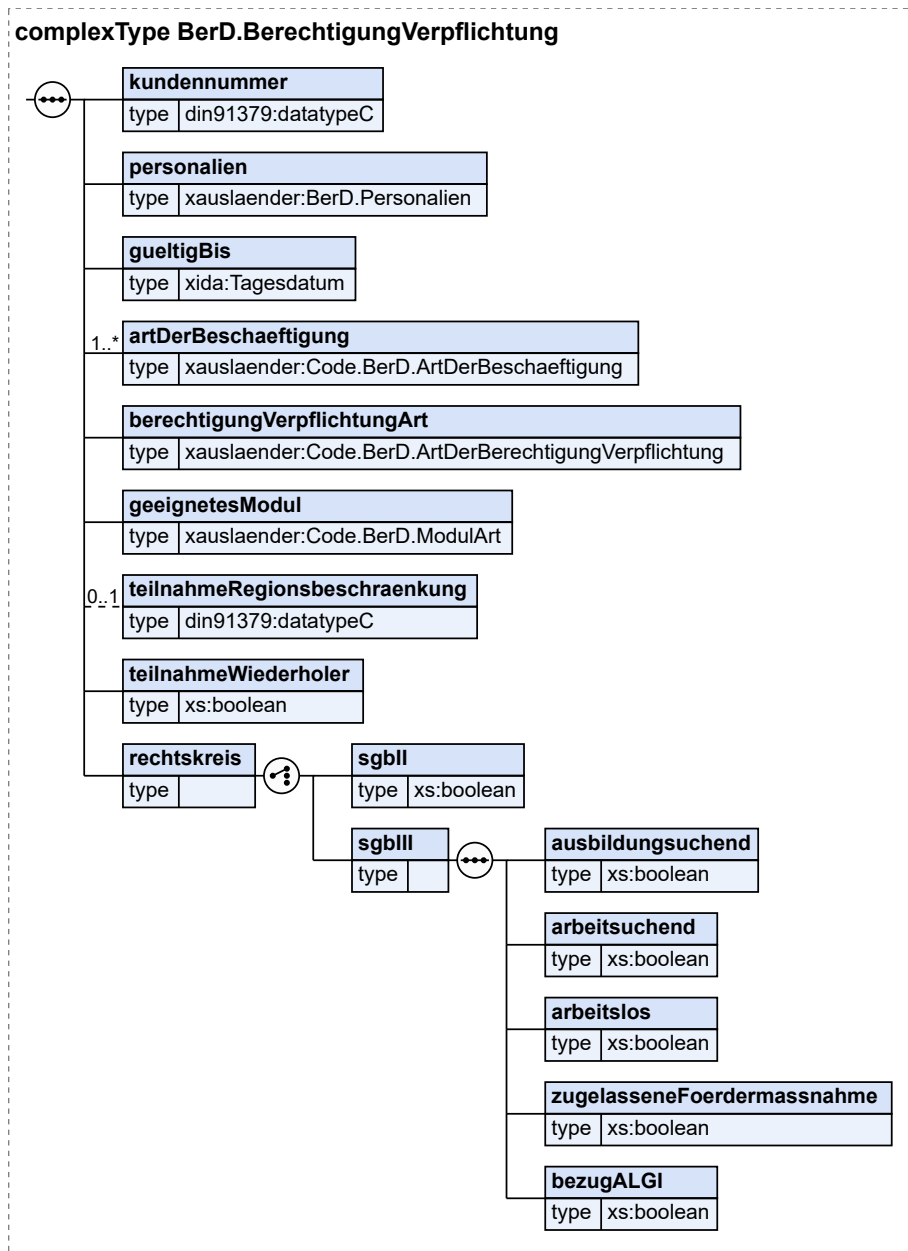 complexType BerD.BerechtigungVerpflichtung
kundennummer
type din91379:datatypeC
personalien
type xauslaender:BerD.Personalien
gueltigBis
type xida:Tagesdatum
1..* artDerBeschaeftigung
type xauslaender:Code.BerD.ArtDerBeschaeftigung
berechtigungVerpflichtungArt
type xauslaender:Code.BerD.ArtDerBerechtigungVerpflichtung
geeignetesModul
type xauslaender:Code.BerD.ModulArt
0..1 teilnahmeRegionsbeschraenkung
type din91379:datatypeC
teilnahmeWiederholer
type xs:boolean
rechtskreis
type
sgbII
type xs:boolean
sgbIII
type
ausbildungsuchend
type xs:boolean
arbeitsuchend
type xs:boolean
arbeitslos
type xs:boolean
zugelasseneFoerdermassnahme
type xs:boolean
bezugALGI
type xs:boolean